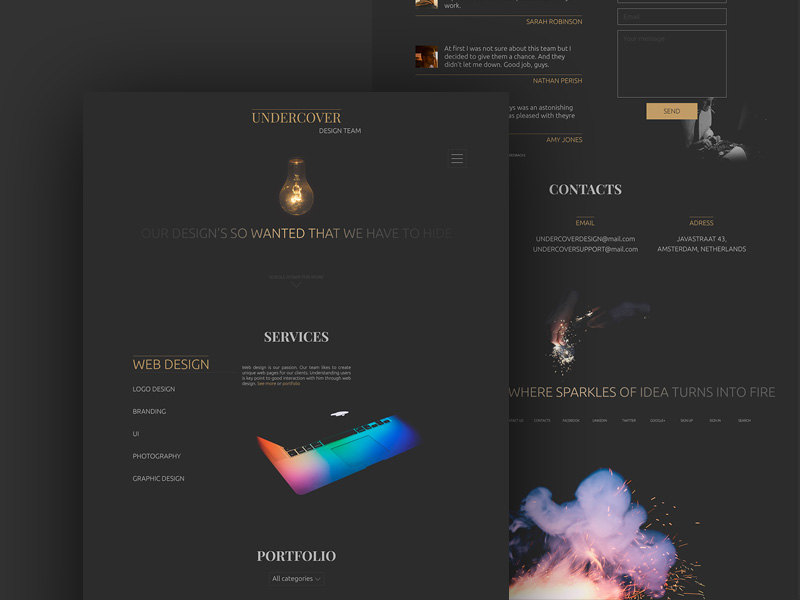 UNDERCOVER
DESIGN TEAM
OUR DESIGN'S SO WANTED THAT WE HAVE TO HIDE
SERVICES
WEB DESIGN
LOGO DESIGN
BRANDING
UI
PHOTOGRAPHY
GRAPHIC DESIGN
Web design is our passion. Our team likes to create
unique web pages for our clients. Understanding users
is key point to good interaction with him through web
design. See more or portfolio
PORTFOLIO
All categories
work.
SARAH ROBINSON
At first I was not sure about this team but I
decided to give them a chance. And they
didn't let me down. Good job, guys.
NATHAN PERISH
ys was an astonishing
as pleased with theyre
AMY JONES
Email
Your message
SEND
CONTACTS
EMAIL
UNDERCOVERDESIGN@mail.com
UNDERCOVERSUPPORT@mail.com
ADRESS
JAVASTRAAT 43,
AMSTERDAM, NETHERLANDS
WHERE SPARKLES OF IDEA TURNS INTO FIRE
CONTACTS FACEBOOK LINKEDIN TWITTER GOOGLE+ SIGN UP SIGN IN SEARCH